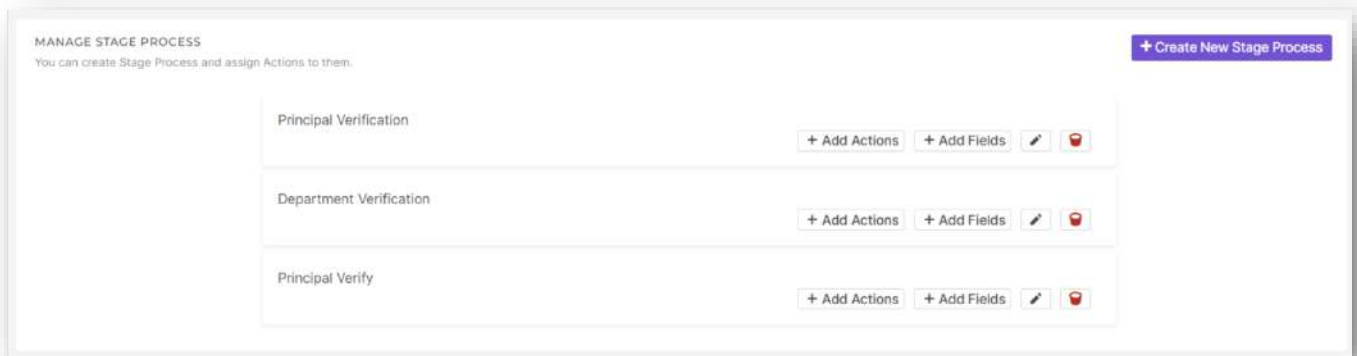 MANAGE STAGE PROCESS
+ Create New Stage Process
You can create Stage Process and assign Actions to them.
Principal Verification
+ Add Actions + Add Fields
Department Verification
+ Add Actions + Add Fields
Principal Verify
+ Add Actions + Add Fields